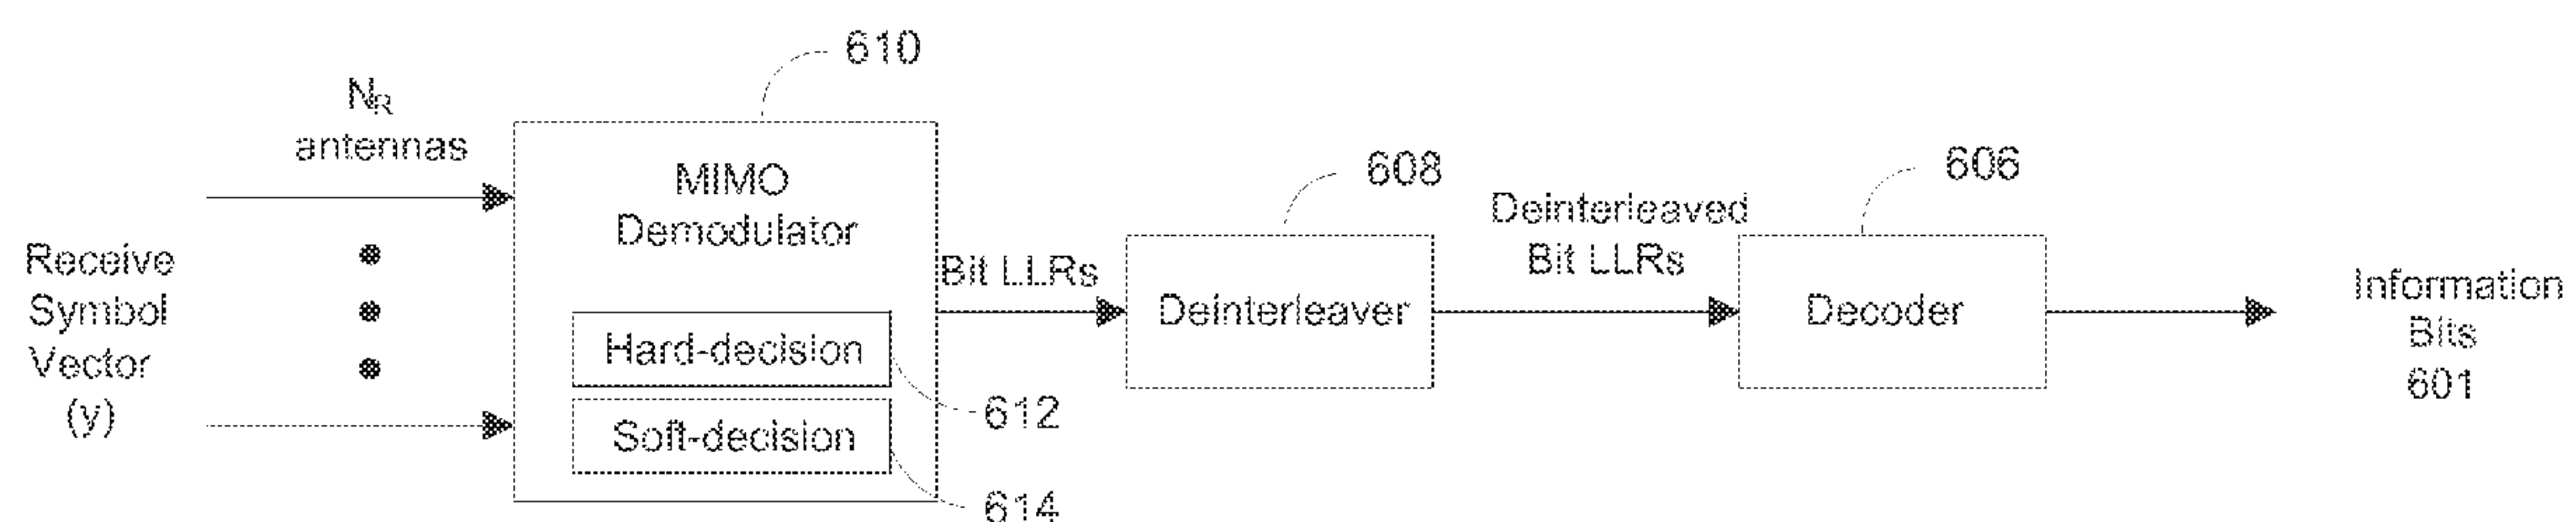 610
N_R
antennas
MIMO
Demodulator
608
606
Deinterleaved
Bit LLRs
Receive
Symbol
Vector
(y)
Bit LLRs
Deinterleaver
Decoder
Information
Bits
601
Hard-decision
612
Soft-decision
614